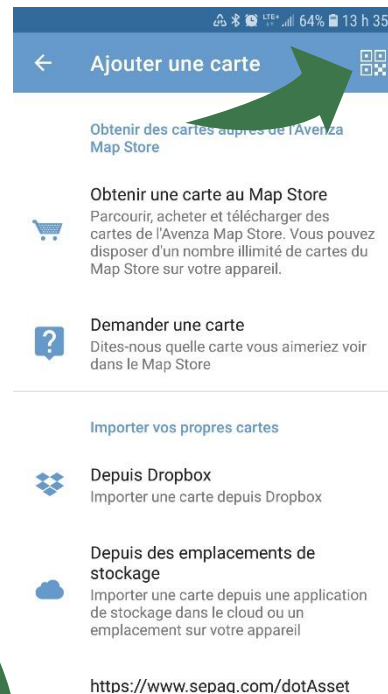 LTE+ 64% 13 h 35
Ajouter une carte
Obtenir des cartes auprès de l'Avenza
Map Store
Obtenir une carte au Map Store
Parcourir, acheter et télécharger des
cartes de l'Avenza Map Store. Vous pouvez
disposer d'un nombre illimité de cartes du
Map Store sur votre appareil.
Demander une carte
Dites-nous quelle carte vous aimeriez voir
dans le Map Store
Importer vos propres cartes
Depuis Dropbox
Importer une carte depuis Dropbox
Depuis des emplacements de
stockage
Importer une carte depuis une application
de stockage dans le cloud ou un
emplacement sur votre appareil
https://www.sepaq.com/dotAsset